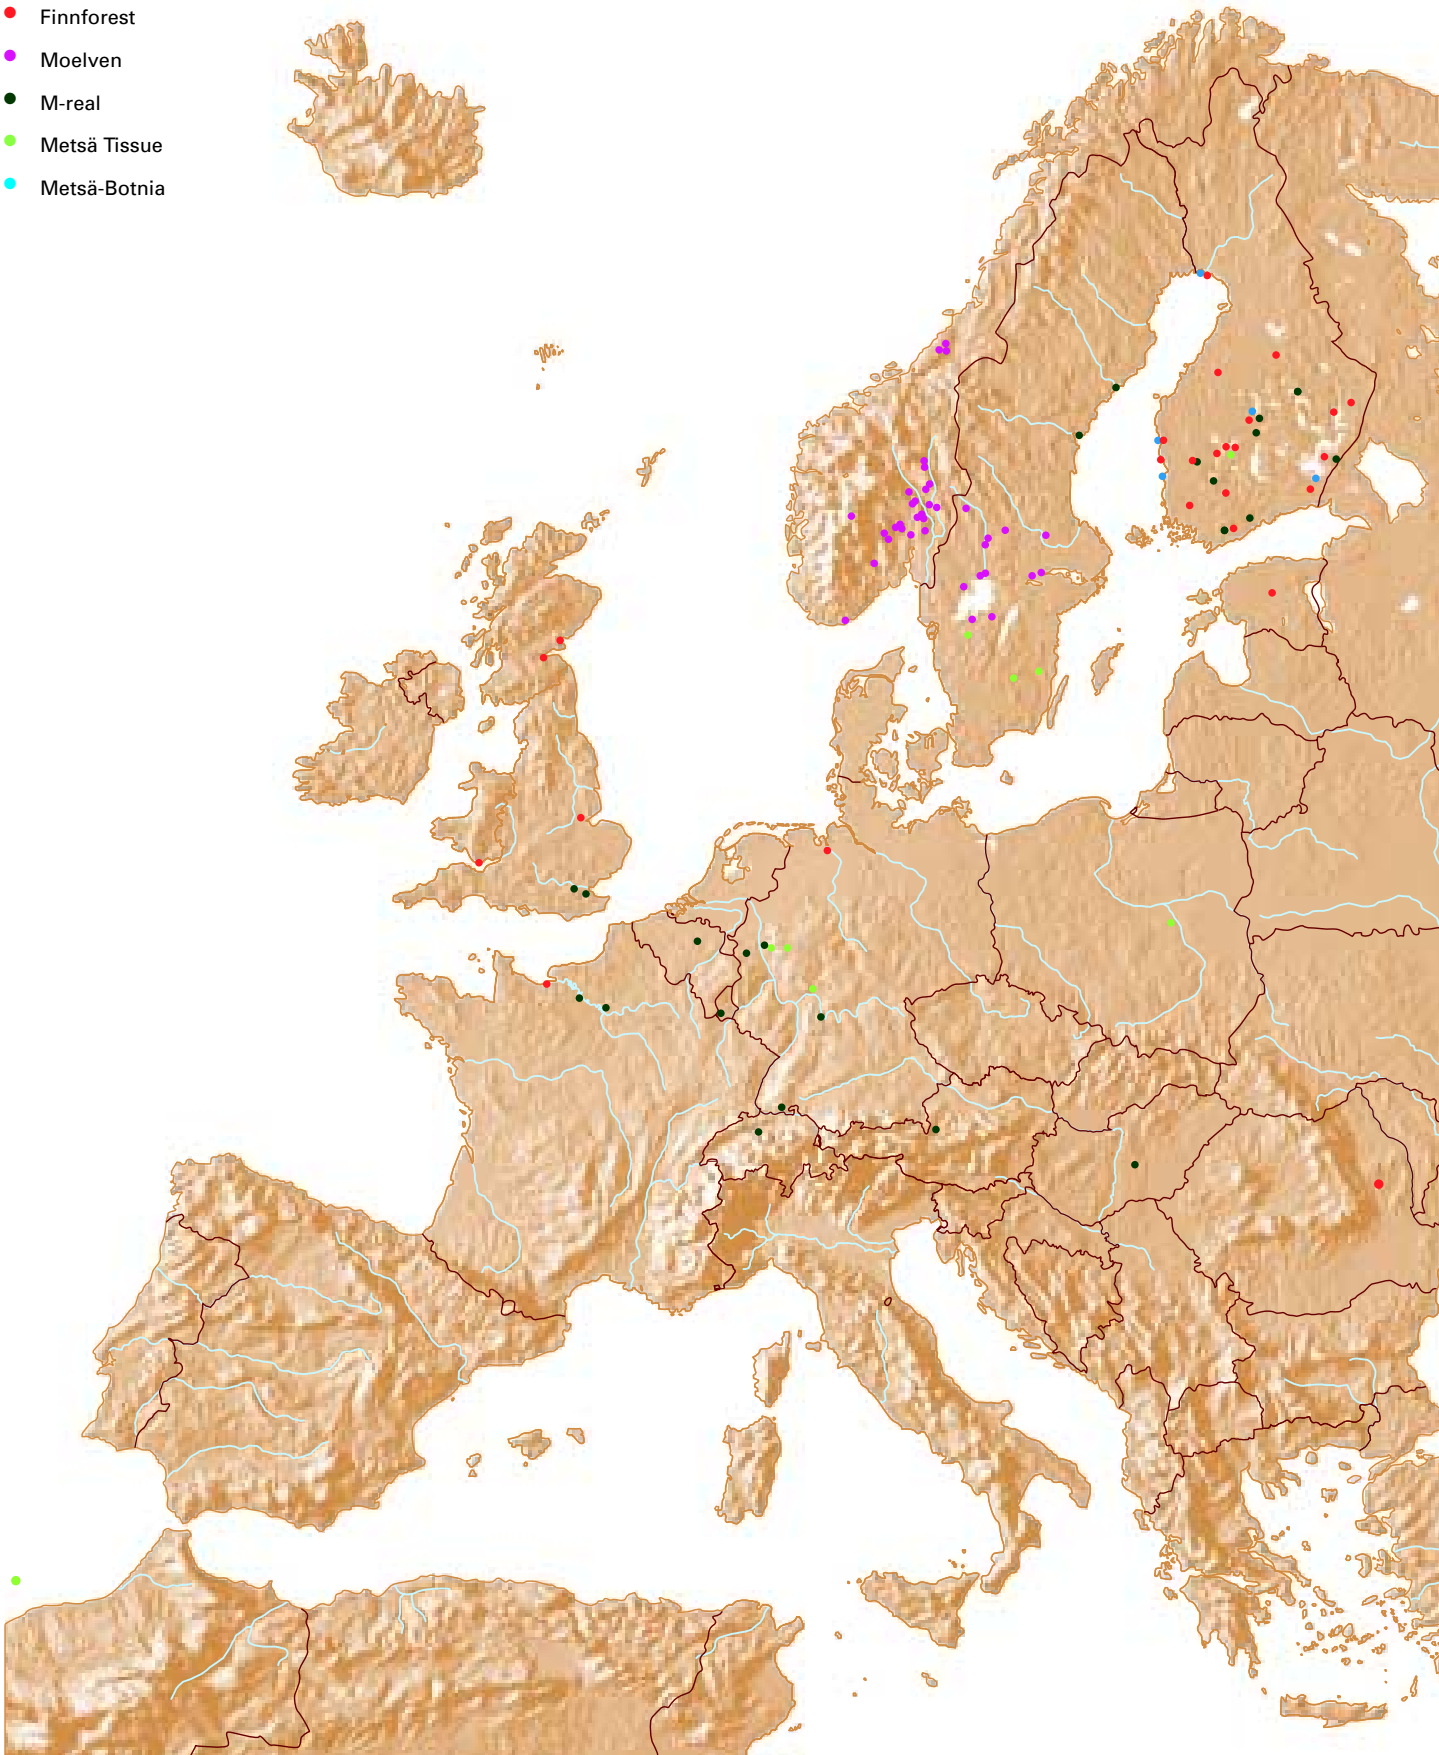 Finnforest
Moelven
M-real
Metsä Tissue
Metsä-Botnia